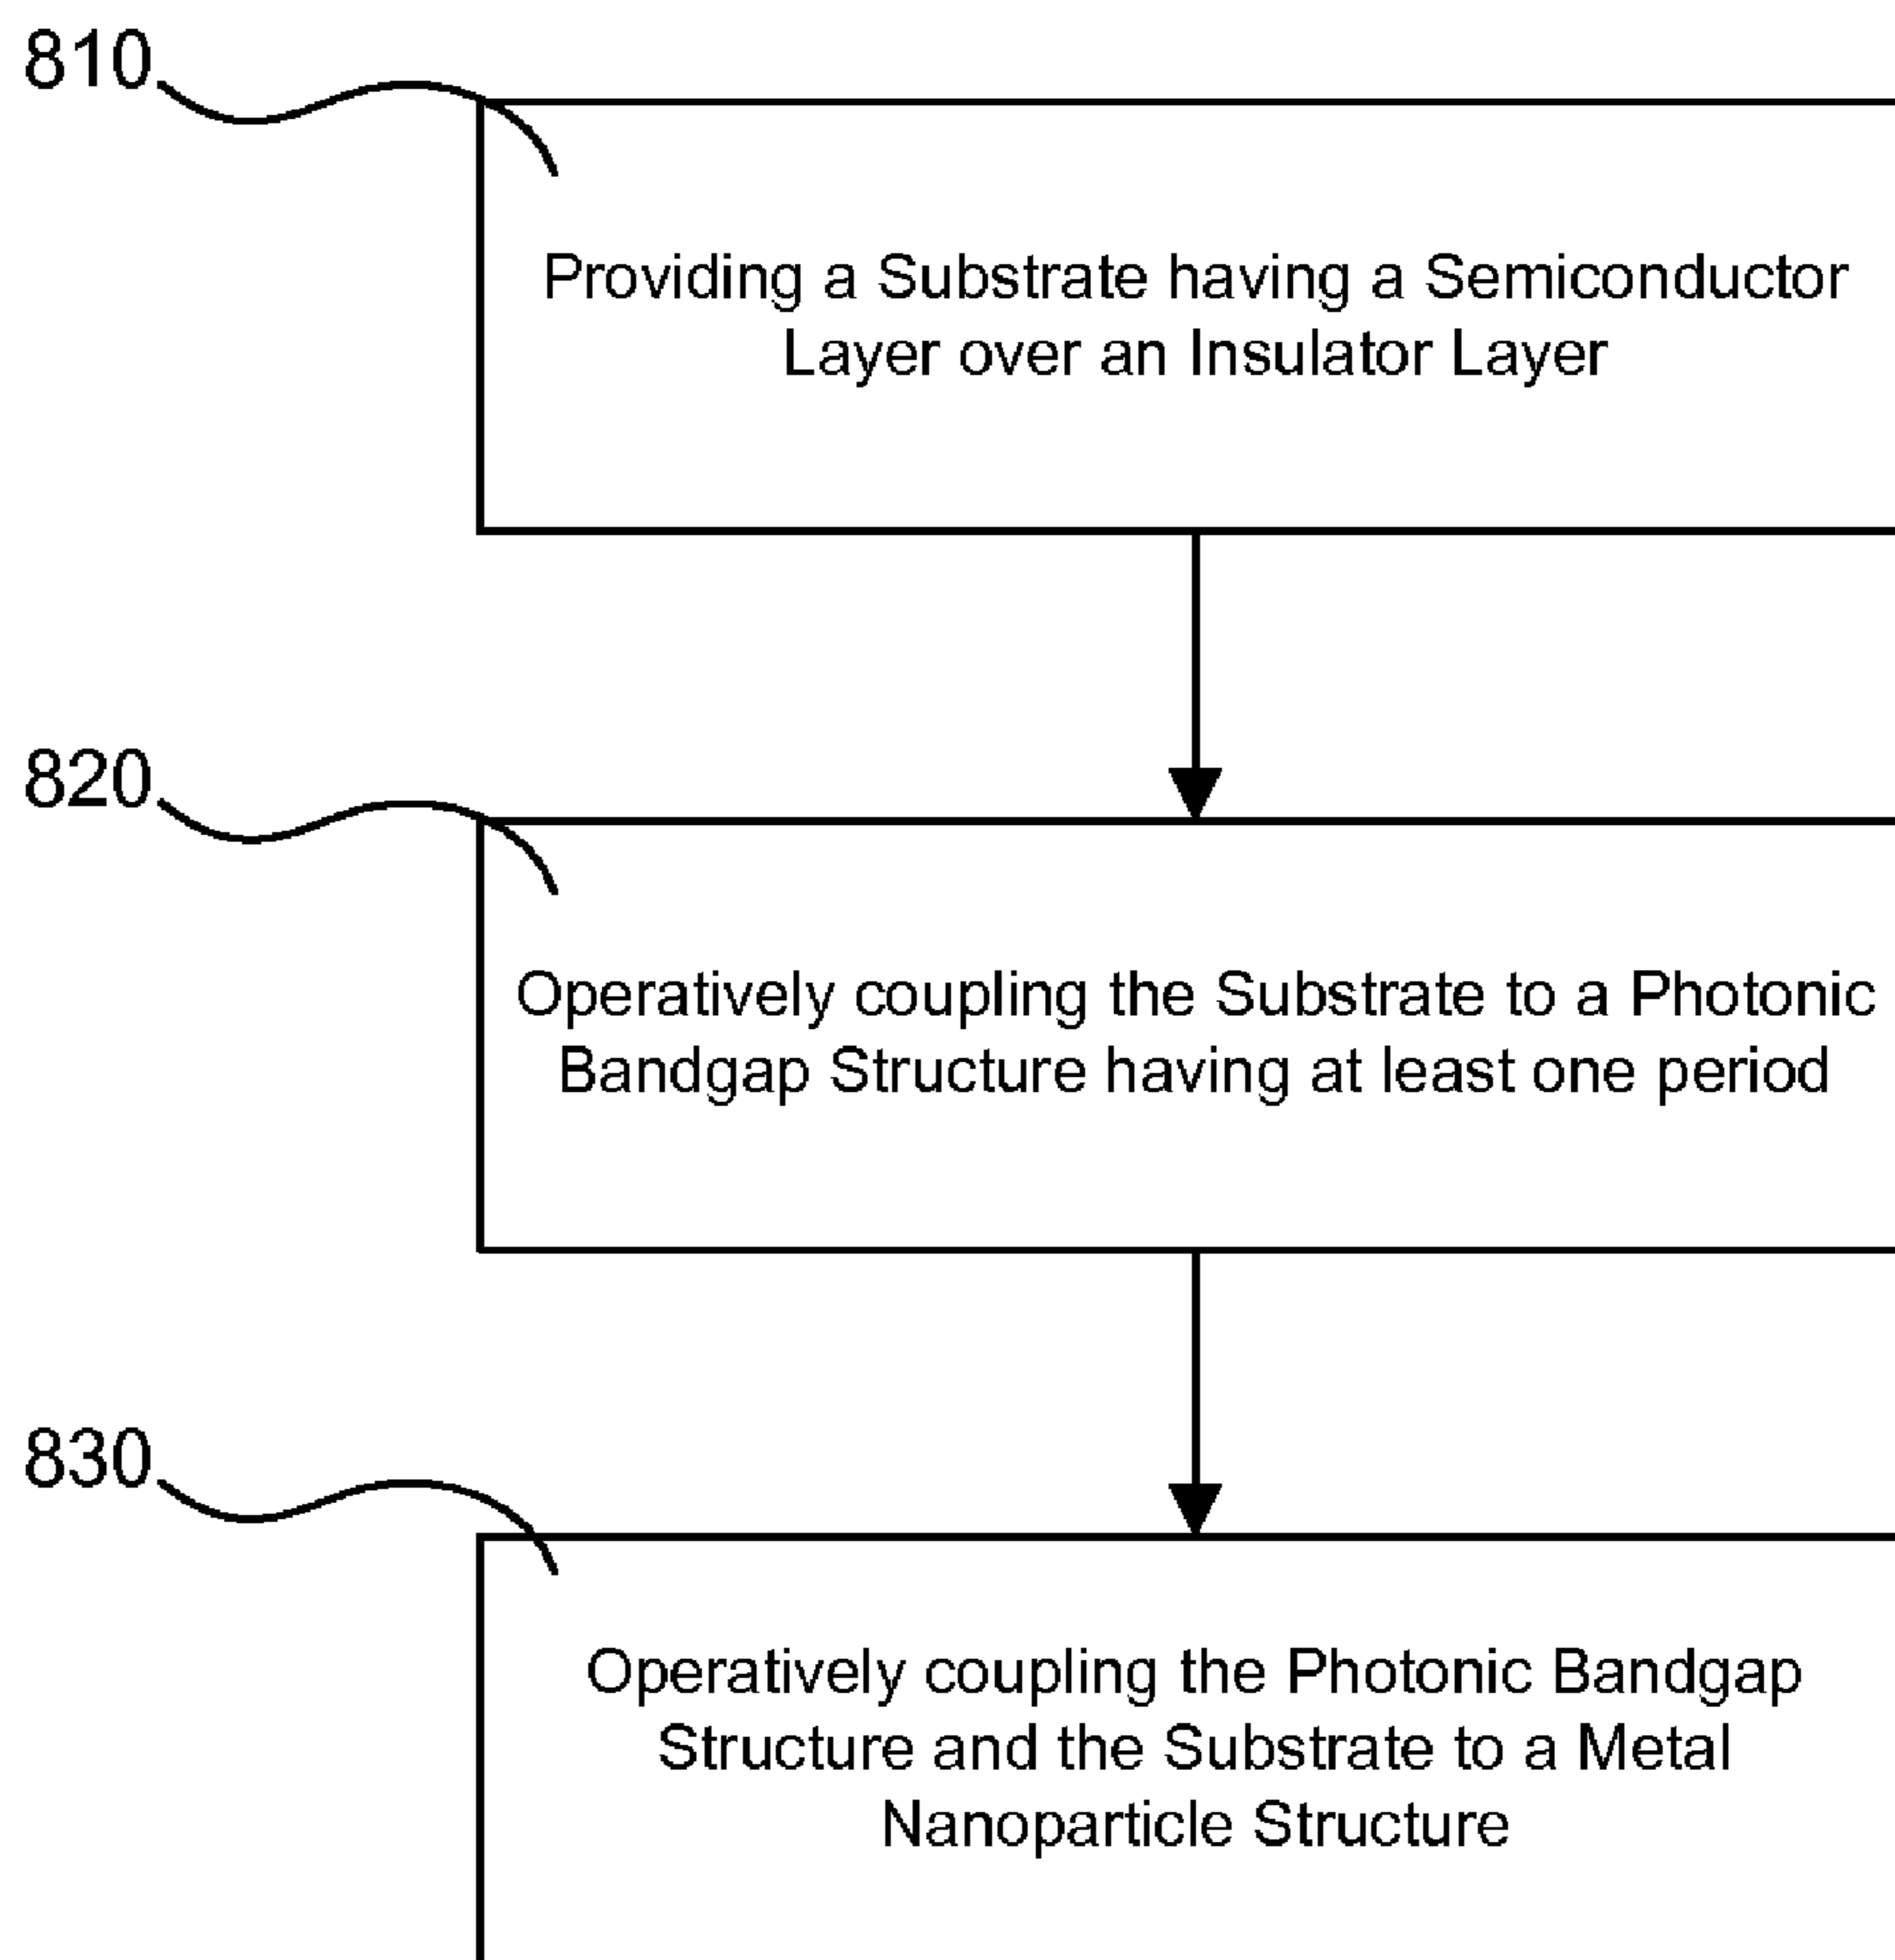 810
Providing a Substrate having a Semiconductor
Layer over an Insulator Layer
820
Operatively coupling the Substrate to a Photonic
Bandgap Structure having at least one period
830
Operatively coupling the Photonic Bandgap
Structure and the Substrate to a Metal
Nanoparticle Structure